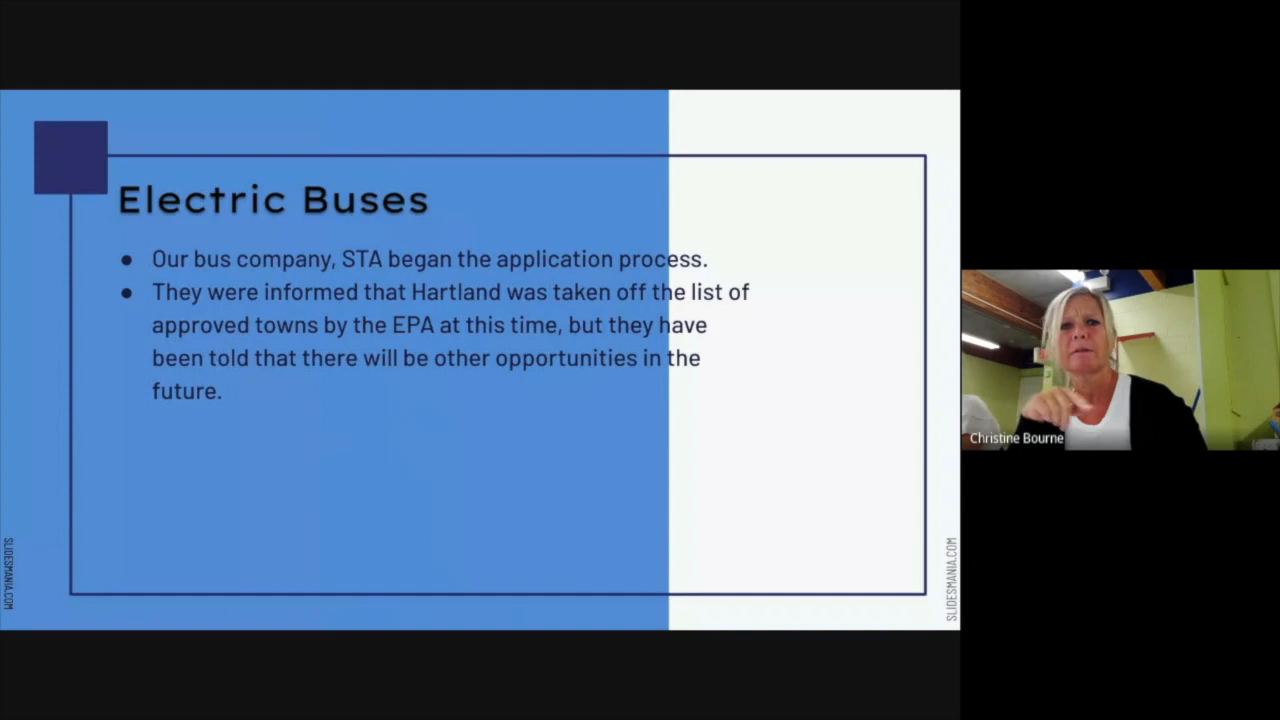 Electric Buses
● Our bus company, STA began the application process.
● They were informed that Hartland was taken off the list of
approved towns by the EPA at this time, but they have
been told that there will be other opportunities in the
future.
SLIDESMANIA.COM
SLIDESMANIA.COM
Christine Bourne